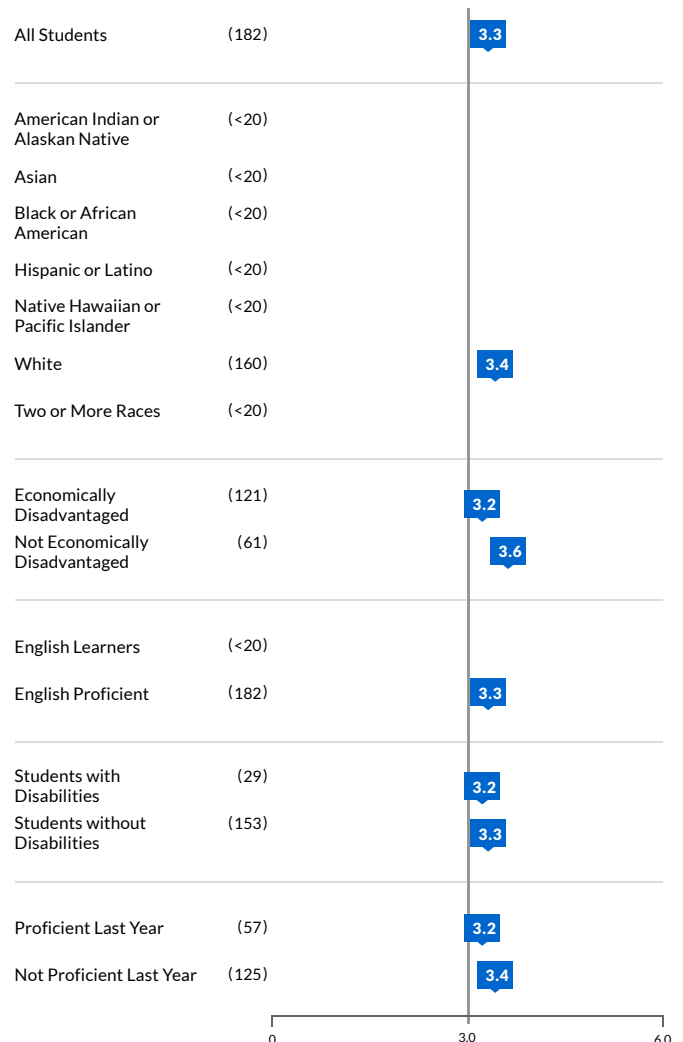 All Students (182) 3.3
American Indian or (<20)
Alaskan Native
Asian (<20)
Black or African (<20)
American
Hispanic or Latino (<20)
Native Hawaiian or (<20)
Pacific Islander
White (160) 3.4
Two or More Races (<20)
Economically (121) 3.2
Disadvantaged
Not Economically (61) 3.6
Disadvantaged
English Learners (<20)
English Proficient (182) 3.3
Students with (29) 3.2
Disabilities
Students without (153) 3.3
Disabilities
Proficient Last Year (57) 3.2
Not Proficient Last Year (125) 3.4
0 3.0 6.0